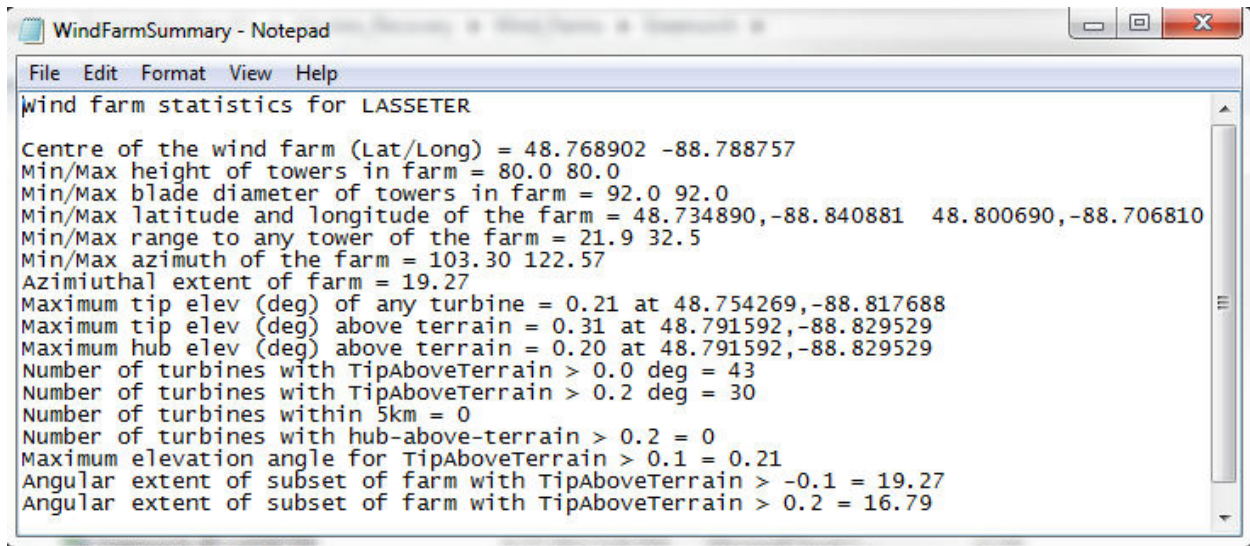 WindFarmSummary - Notepad
File Edit Format View Help
Wind farm statistics for LASSETER
Centre of the wind farm (Lat/Long) = 48.768902 -88.788757
Min/Max height of towers in farm = 80.0 80.0
Min/Max blade diameter of towers in farm = 92.0 92.0
Min/Max latitude and longitude of the farm = 48.734890,-88.840881  48.800690,-88.706810
Min/Max range to any tower of the farm = 21.9 32.5
Min/Max azimuth of the farm = 103.30 122.57
Azimiuthal extent of farm = 19.27
Maximum tip elev (deg) of any turbine = 0.21 at 48.754269,-88.817688
Maximum tip elev (deg) above terrain = 0.31 at 48.791592,-88.829529
Maximum hub elev (deg) above terrain = 0.20 at 48.791592,-88.829529
Number of turbines with TipAboveTerrain > 0.0 deg = 43
Number of turbines with TipAboveTerrain > 0.2 deg = 30
Number of turbines within 5km = 0
Number of turbines with hub-above-terrain > 0.2 = 0
Maximum elevation angle for TipAboveTerrain > 0.1 = 0.21
Angular extent of subset of farm with TipAboveTerrain > -0.1 = 19.27
Angular extent of subset of farm with TipAboveTerrain > 0.2 = 16.79